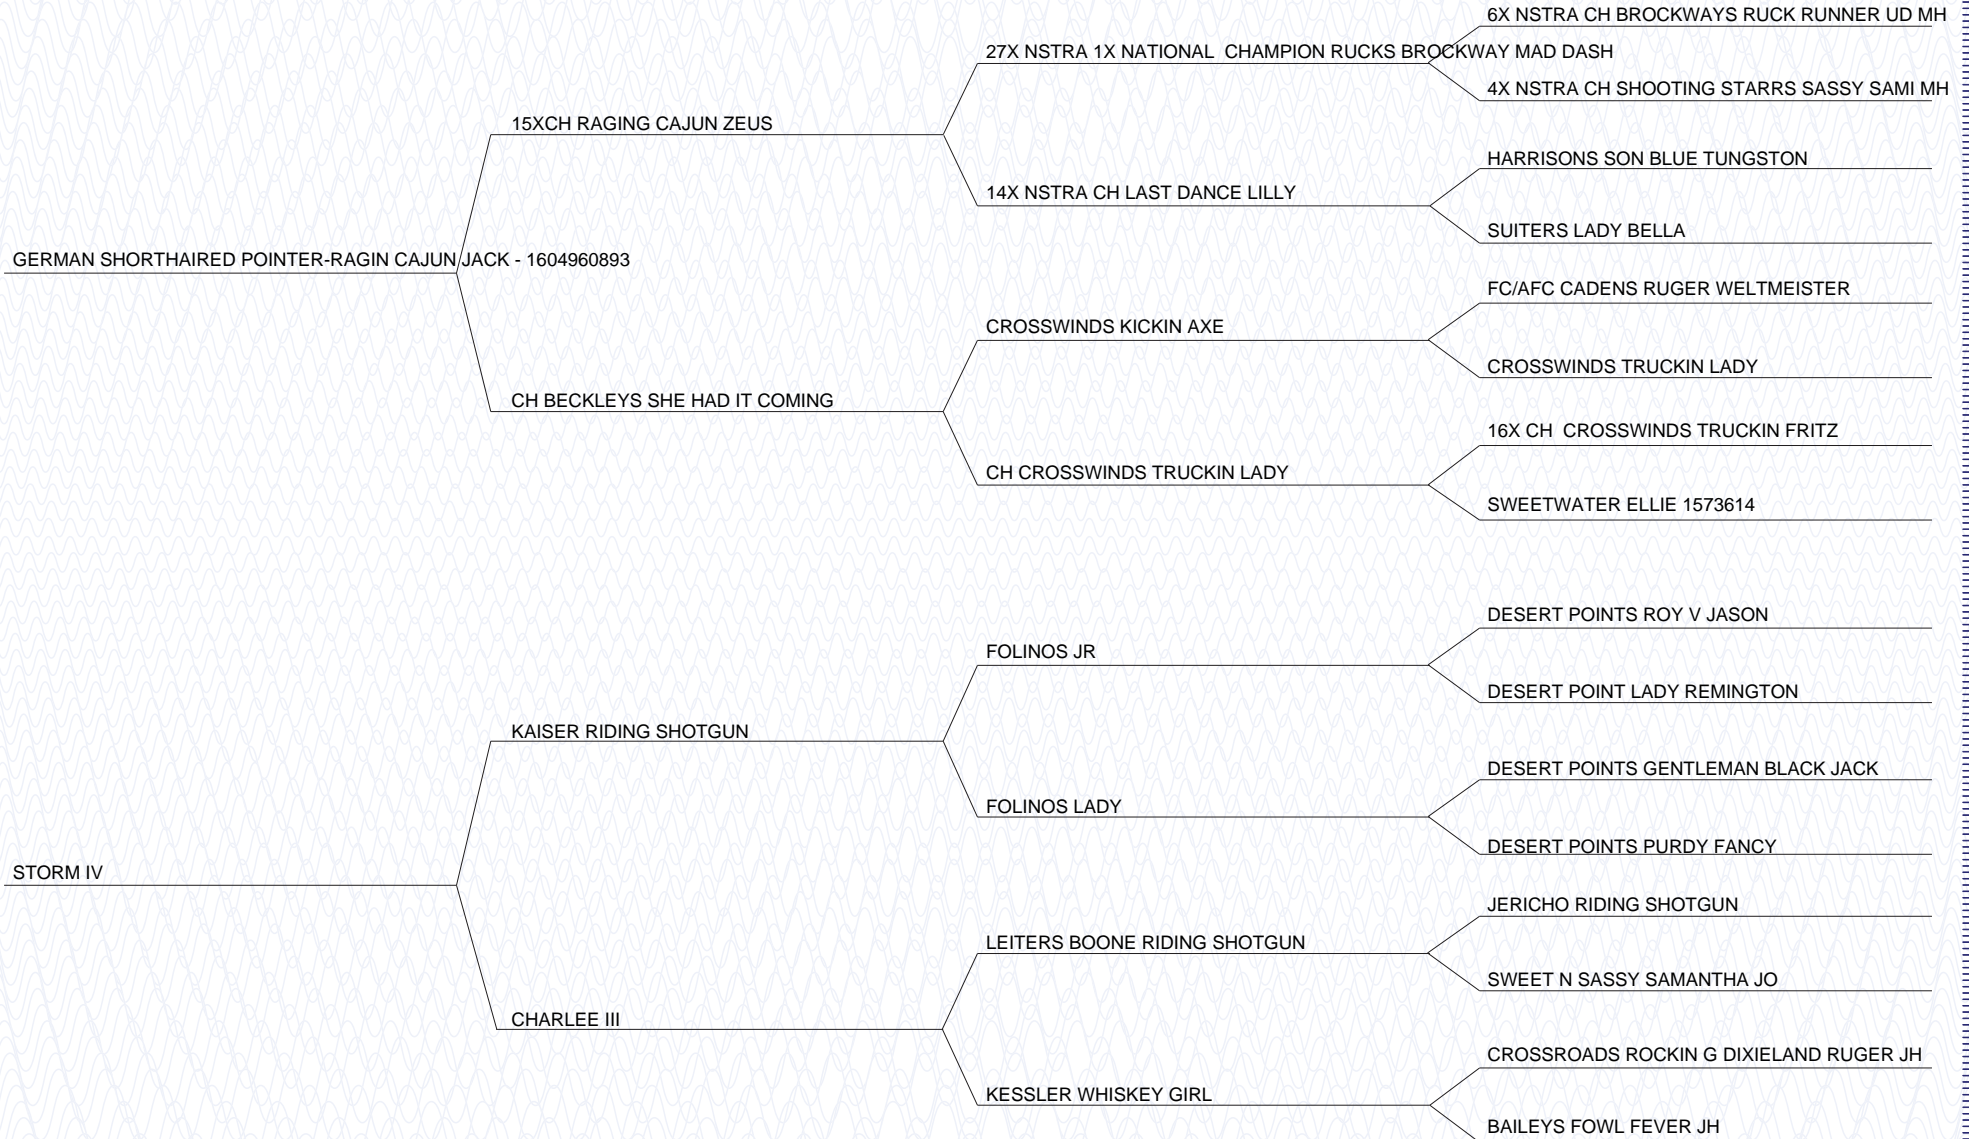 6X NSTRA CH BROCKWAYS RUCK RUNNER UD MH
27X NSTRA 1X NATIONAL  CHAMPION RUCKS BROCKWAY MAD DASH
4X NSTRA CH SHOOTING STARRS SASSY SAMI MH
15XCH RAGING CAJUN ZEUS
HARRISONS SON BLUE TUNGSTON
14X NSTRA CH LAST DANCE LILLY
SUITERS LADY BELLA
GERMAN SHORTHAIRED POINTER-RAGIN CAJUN JACK - 1604960893
FC/AFC CADENS RUGER WELTMEISTER
CROSSWINDS KICKIN AXE
CROSSWINDS TRUCKIN LADY
CH BECKLEYS SHE HAD IT COMING
16X CH  CROSSWINDS TRUCKIN FRITZ
CH CROSSWINDS TRUCKIN LADY
SWEETWATER ELLIE 1573614
DESERT POINTS ROY V JASON
FOLINOS JR
DESERT POINT LADY REMINGTON
KAISER RIDING SHOTGUN
DESERT POINTS GENTLEMAN BLACK JACK
FOLINOS LADY
DESERT POINTS PURDY FANCY
STORM IV
JERICHO RIDING SHOTGUN
LEITERS BOONE RIDING SHOTGUN
SWEET N SASSY SAMANTHA JO
CHARLEE III
CROSSROADS ROCKIN G DIXIELAND RUGER JH
KESSLER WHISKEY GIRL
BAILEYS FOWL FEVER JH